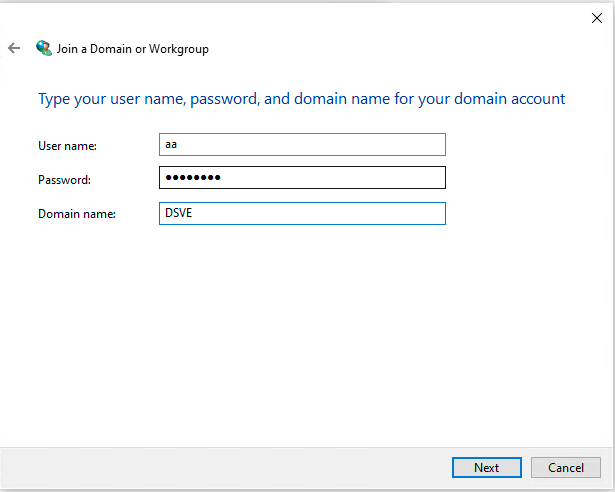 Join a Domain or Workgroup
Type your user name, password, and domain name for your domain account
User name: aa
Password: ●●●●●●●●
Domain name: DSVE
Next Cancel